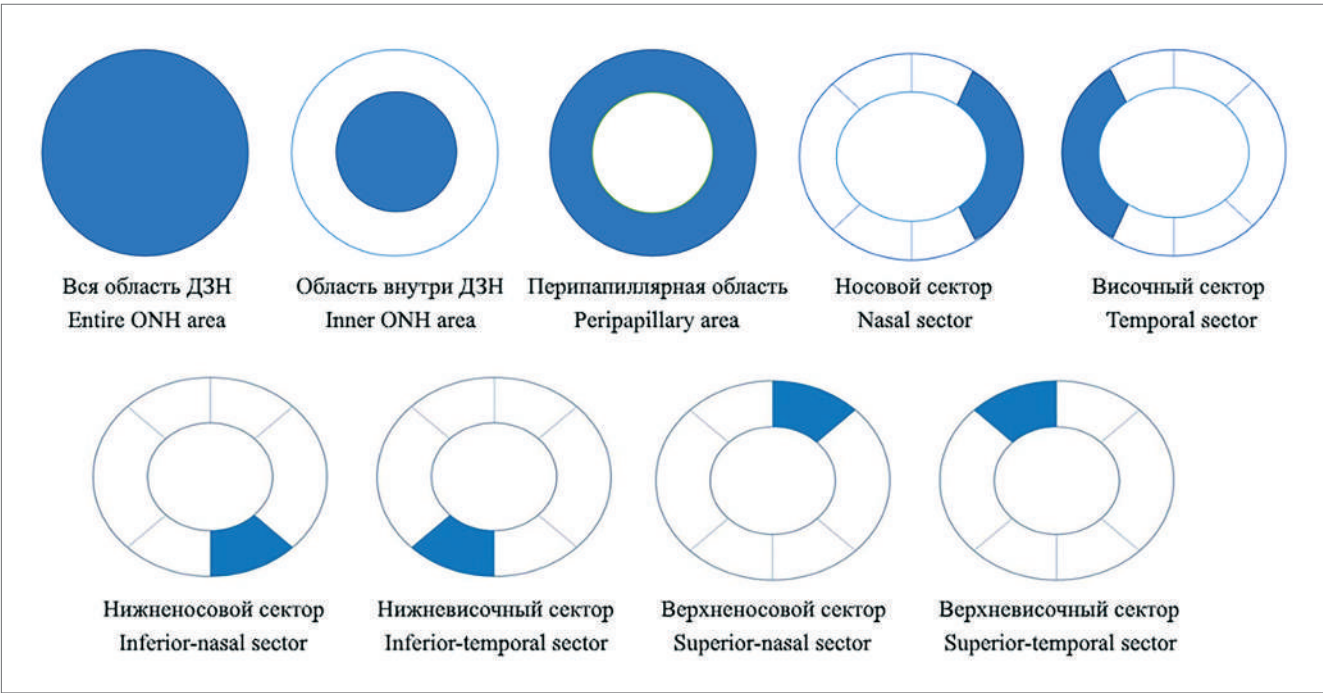 Вся область ДЗН
Entire ONH area
Область внутри ДЗН
Inner ONH area
Перипапиллярная область
Peripapillary area
Носовой сектор
Nasal sector
Височный сектор
Temporal sector
Нижненосовой сектор
Inferior-nasal sector
Нижневисочный сектор
Inferior-temporal sector
Верхненосовой сектор
Superior-nasal sector
Верхневисочный сектор
Superior-temporal sector